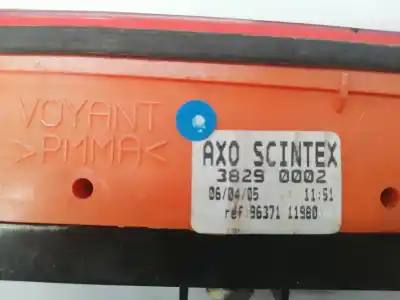 VOYANT
>PMMA<
AXO SCINTEX
3829 0002
06/04/05 11:51
ref:96371 11980